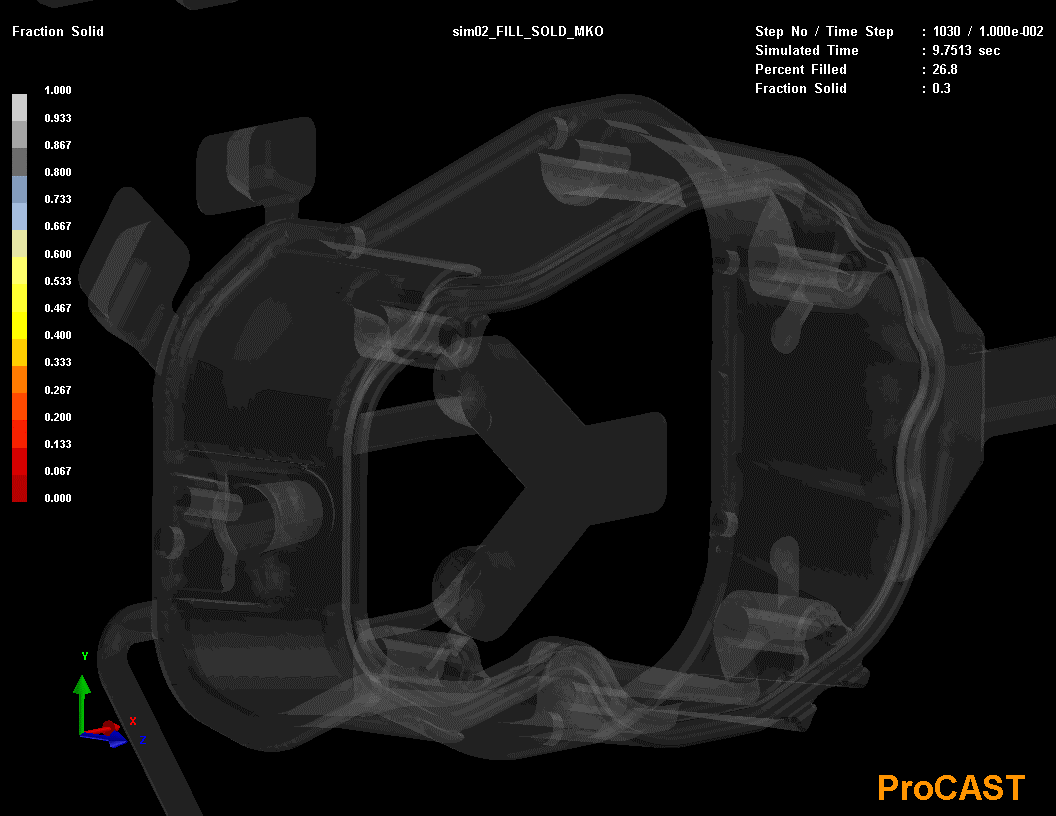 Fraction Solid
sim02_FILL_SOLD_MKO
Step No / Time Step : 1030 / 1.000e-002
Simulated Time : 9.7513 sec
Percent Filled : 26.8
Fraction Solid : 0.3
1.000
0.933
0.867
0.800
0.733
0.667
0.600
0.533
0.467
0.400
0.333
0.267
0.200
0.133
0.067
0.000
Y
X
Z
ProCAST